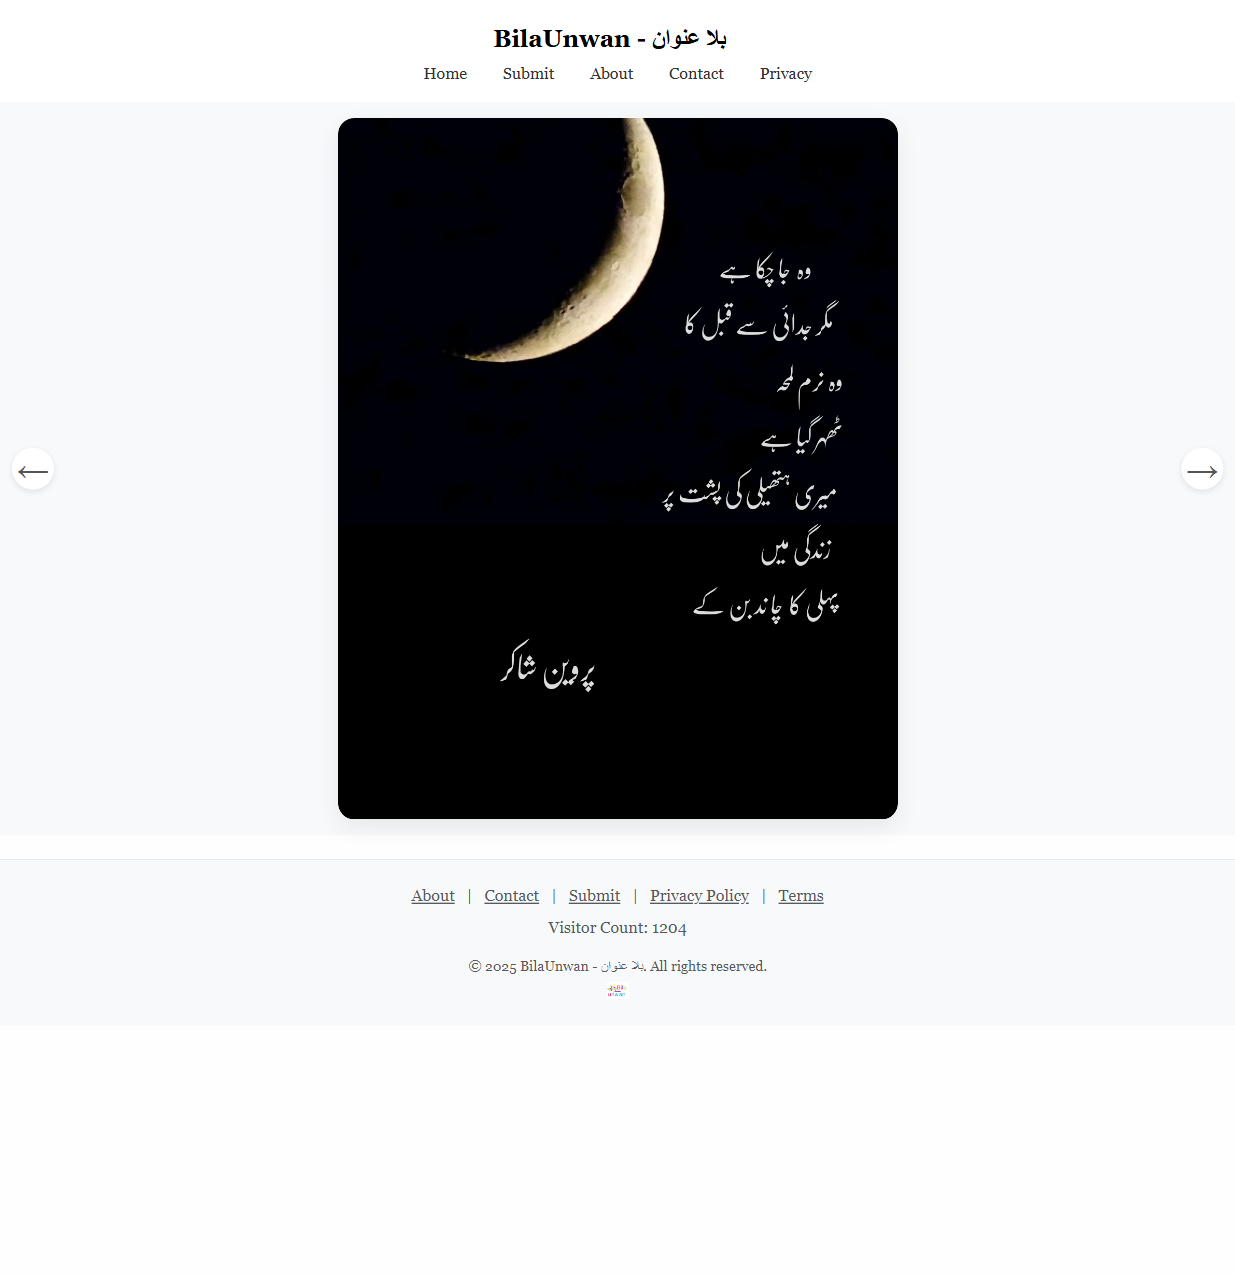 BilaUnwan - بلا عنوان
Home Submit About Contact Privacy
وہ جا چکا ہے
مگر جدائی سے قبل کا
وہ نرم لمحہ
ٹھہر گیا ہے
میری ہتھیلی کی پشت پر
زندگی میں
پہلی کا چاند بن کے
پروین شاکر
←
→
About | Contact | Submit | Privacy Policy | Terms
Visitor Count: 1204
© 2025 BilaUnwan - بلا عنوان. All rights reserved.